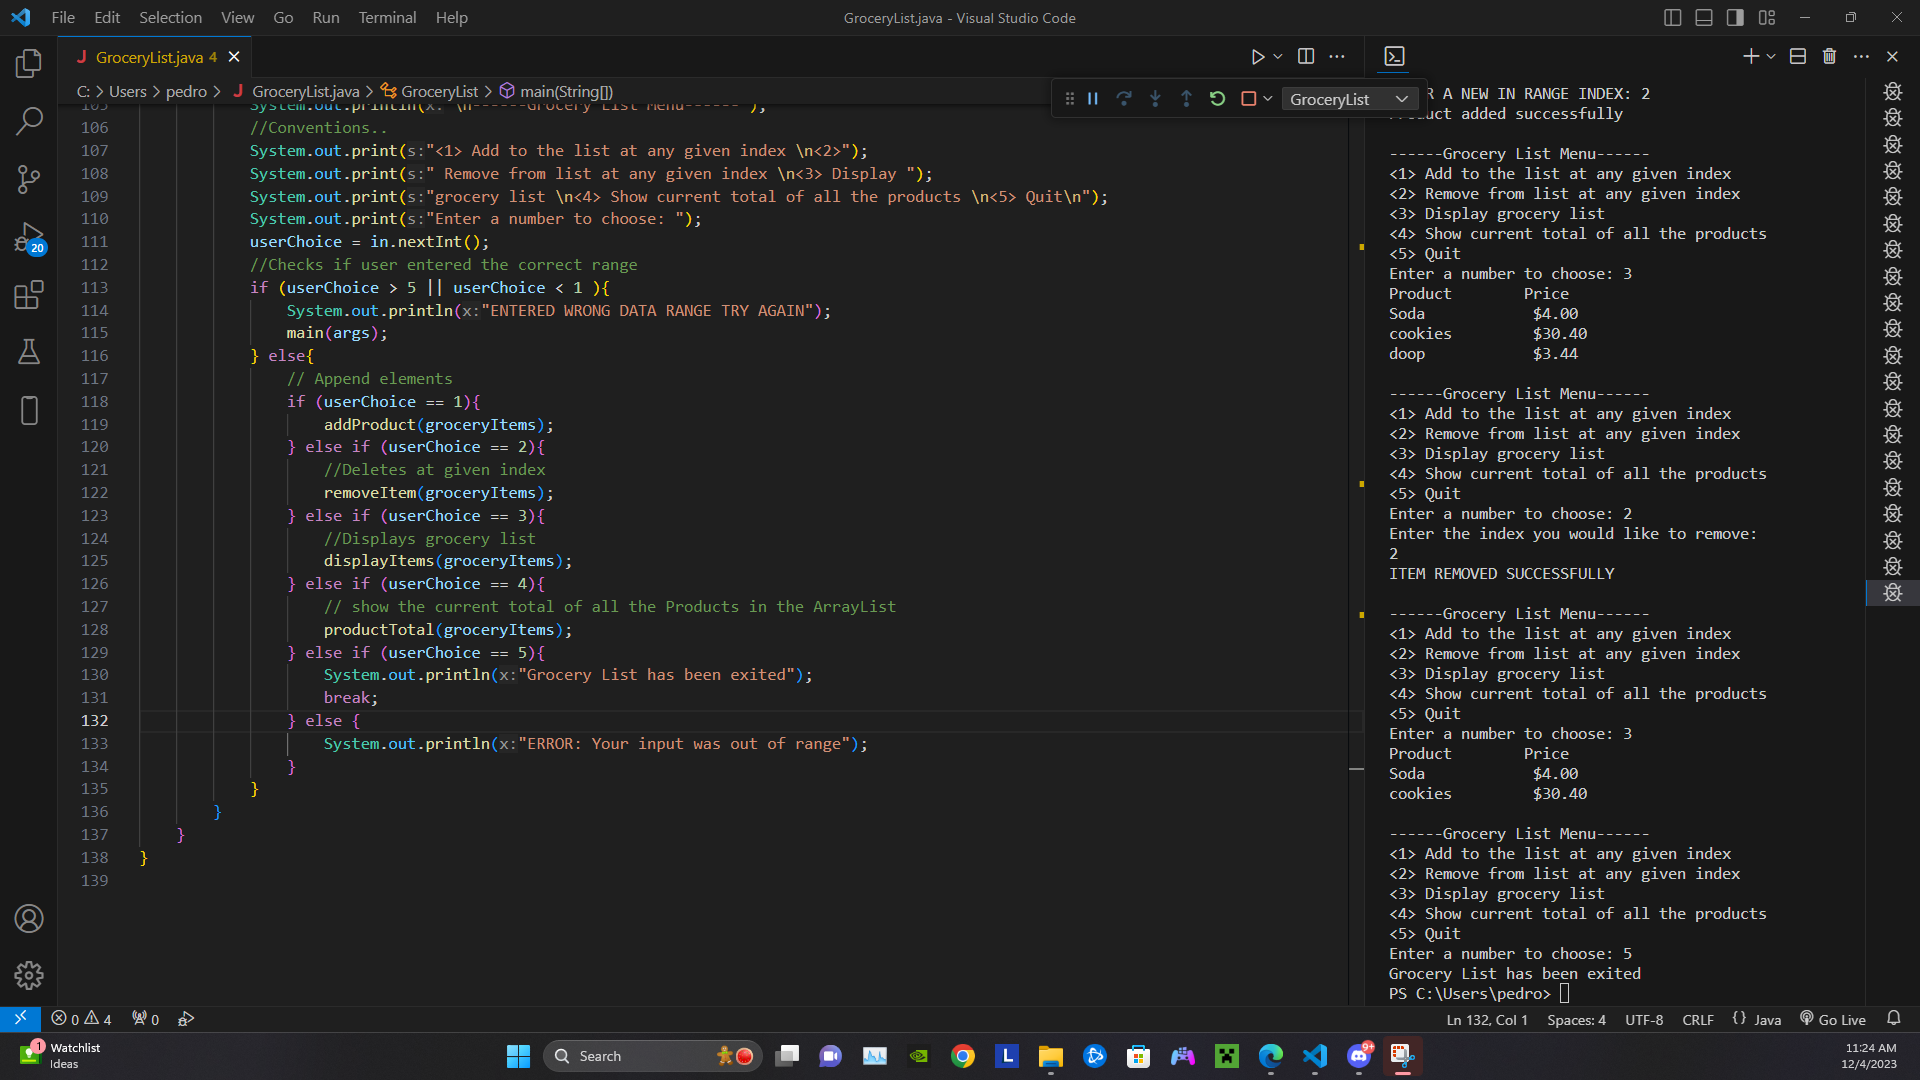 File Edit Selection View Go Run Terminal Help
GroceryList.java - Visual Studio Code
J GroceryList.java 4
C: > Users > pedro > J GroceryList.java > GroceryList > main(String[])
GroceryList
105 System.out.println(x: "\n------Grocery List Menu------");
106 //Conventions..
107 System.out.print(s:"<1> Add to the list at any given index \n<2>");
108 System.out.print(s:" Remove from list at any given index \n<3> Display ");
109 System.out.print(s:"grocery list \n<4> Show current total of all the products \n<5> Quit\n");
110 System.out.print(s:"Enter a number to choose: ");
111 userChoice = in.nextInt();
112 //Checks if user entered the correct range
113 if (userChoice > 5 || userChoice < 1 ){
114 System.out.println(x:"ENTERED WRONG DATA RANGE TRY AGAIN");
115 main(args);
116 } else{
117 // Append elements
118 if (userChoice == 1){
119 addProduct(groceryItems);
120 } else if (userChoice == 2){
121 //Deletes at given index
122 removeItem(groceryItems);
123 } else if (userChoice == 3){
124 //Displays grocery list
125 displayItems(groceryItems);
126 } else if (userChoice == 4){
127 // show the current total of all the Products in the ArrayList
128 productTotal(groceryItems);
129 } else if (userChoice == 5){
130 System.out.println(x:"Grocery List has been exited");
131 break;
132 } else {
133 System.out.println(x:"ERROR: Your input was out of range");
134 }
135 }
136 }
137 }
138 }
139
20
A NEW IN RANGE INDEX: 2
added successfully
------Grocery List Menu------
<1> Add to the list at any given index
<2> Remove from list at any given index
<3> Display grocery list
<4> Show current total of all the products
<5> Quit
Enter a number to choose: 3
Product Price
Soda $4.00
cookies $30.40
doop $3.44
------Grocery List Menu------
<1> Add to the list at any given index
<2> Remove from list at any given index
<3> Display grocery list
<4> Show current total of all the products
<5> Quit
Enter a number to choose: 2
Enter the index you would like to remove:
2
ITEM REMOVED SUCCESSFULLY
------Grocery List Menu------
<1> Add to the list at any given index
<2> Remove from list at any given index
<3> Display grocery list
<4> Show current total of all the products
<5> Quit
Enter a number to choose: 3
Product Price
Soda $4.00
cookies $30.40
------Grocery List Menu------
<1> Add to the list at any given index
<2> Remove from list at any given index
<3> Display grocery list
<4> Show current total of all the products
<5> Quit
Enter a number to choose: 5
Grocery List has been exited
PS C:\Users\pedro>
0 4 0
Ln 132, Col 1 Spaces: 4 UTF-8 CRLF {} Java Go Live
1 Watchlist
Ideas
Search
L
9+
11:24 AM
12/4/2023